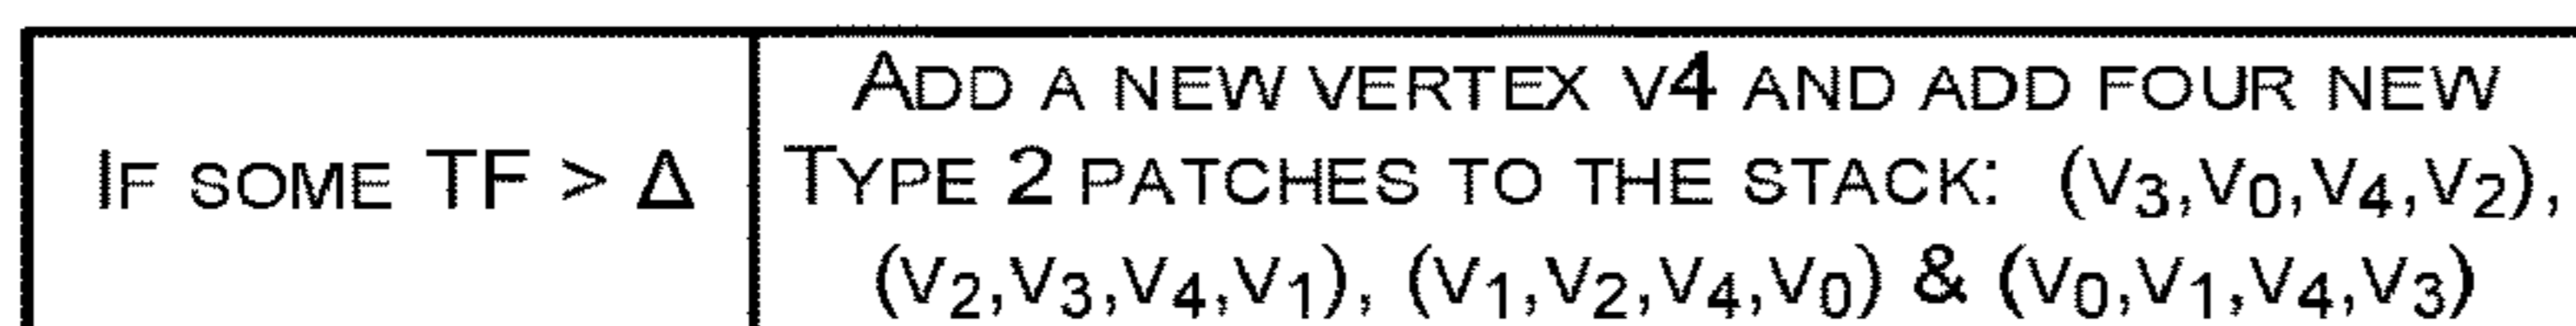 If some TF > Δ
Add a new vertex v4 and add four new
Type 2 patches to the stack: (v3,v0,v4,v2),
(v2,v3,v4,v1), (v1,v2,v4,v0) & (v0,v1,v4,v3)